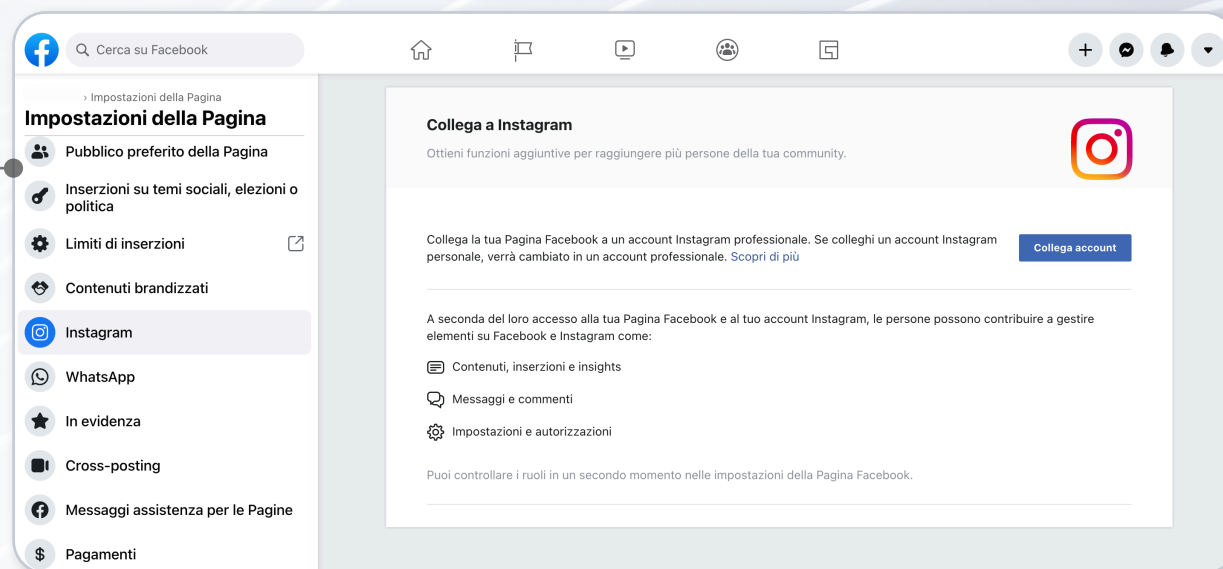 Cerca su Facebook
› Impostazioni della Pagina
Impostazioni della Pagina
Pubblico preferito della Pagina
Inserzioni su temi sociali, elezioni o
politica
Limiti di inserzioni
Contenuti brandizzati
Instagram
WhatsApp
In evidenza
Cross-posting
Messaggi assistenza per le Pagine
Pagamenti
Collega a Instagram
Ottieni funzioni aggiuntive per raggiungere più persone della tua community.
Collega la tua Pagina Facebook a un account Instagram professionale. Se colleghi un account Instagram
personale, verrà cambiato in un account professionale. Scopri di più
Collega account
A seconda del loro accesso alla tua Pagina Facebook e al tuo account Instagram, le persone possono contribuire a gestire
elementi su Facebook e Instagram come:
Contenuti, inserzioni e insights
Messaggi e commenti
Impostazioni e autorizzazioni
Puoi controllare i ruoli in un secondo momento nelle impostazioni della Pagina Facebook.